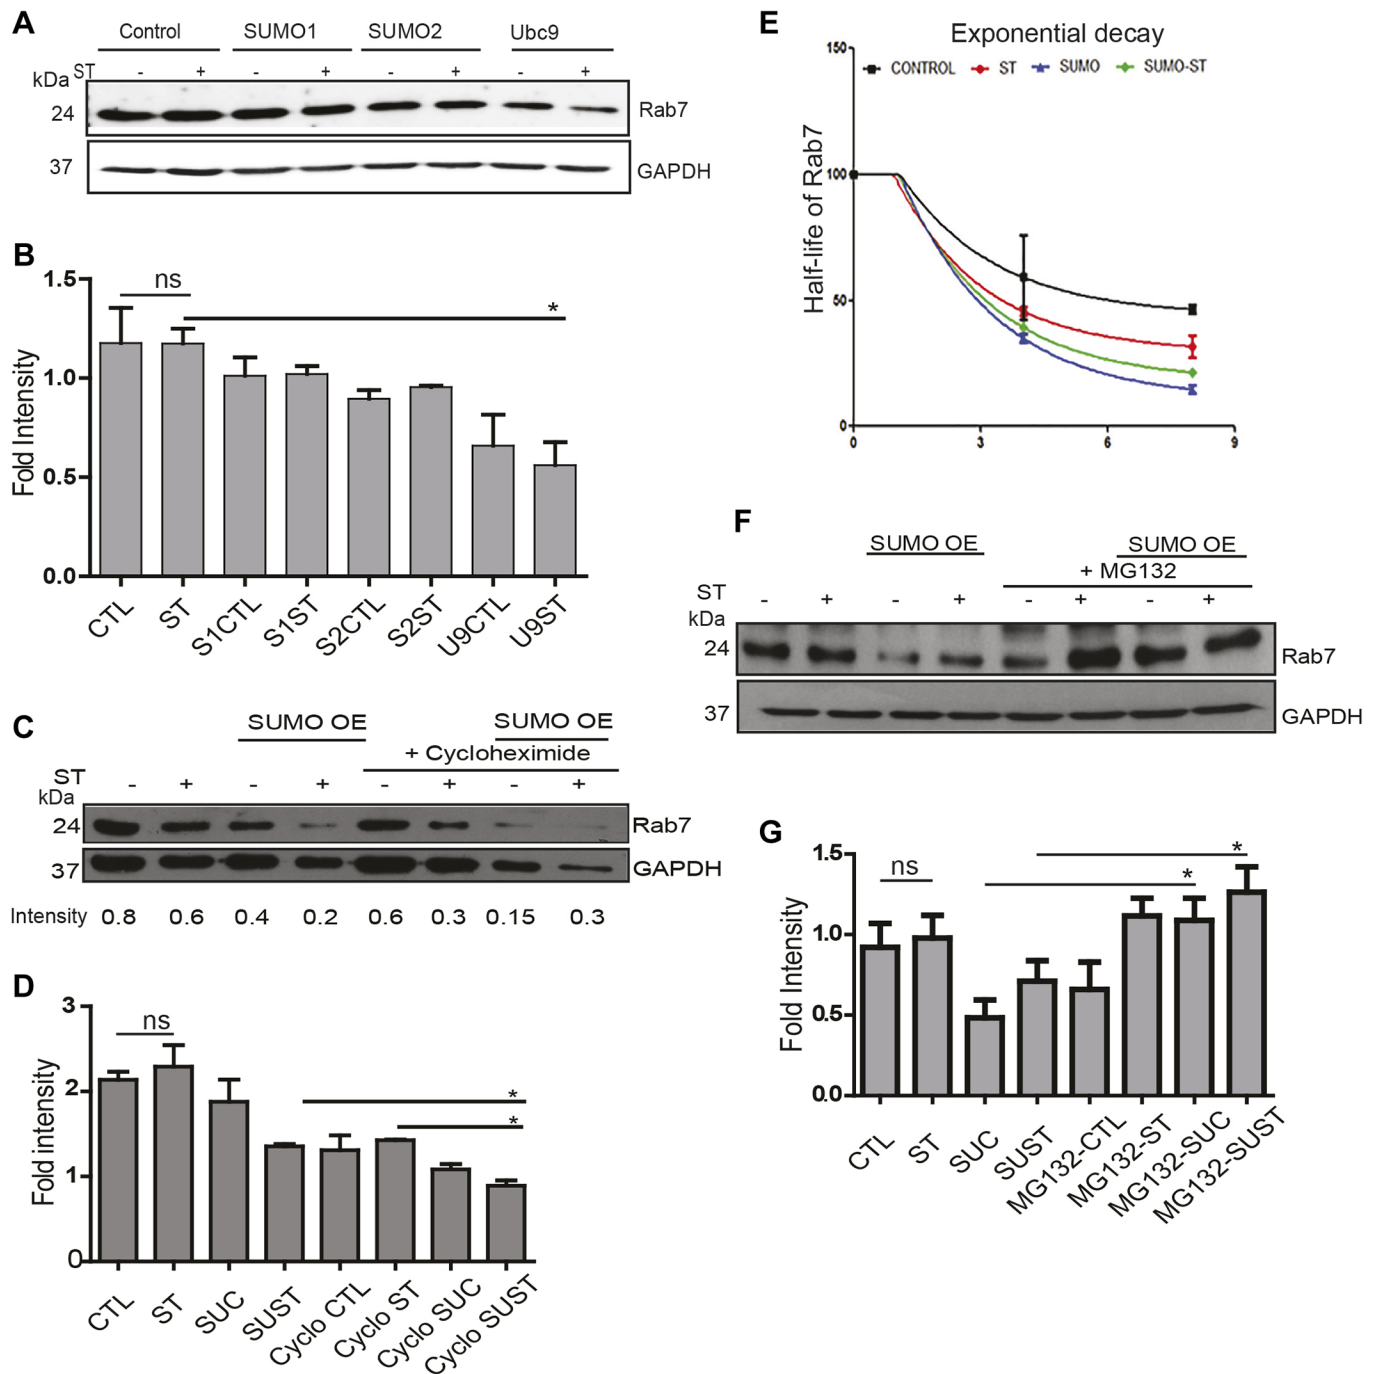 A
Control SUMO1 SUMO2 Ubc9
ST - + - + - + - +
kDa
24 Rab7
37 GAPDH
B
ns
*
Fold Intensity
1.5
1.0
0.5
0.0
CTL ST S1CTL S1ST S2CTL S2ST U9CTL U9ST
C
SUMO OE SUMO OE
+ Cycloheximide
ST - + - + - + - +
kDa
24 Rab7
37 GAPDH
Intensity 0.8 0.6 0.4 0.2 0.6 0.3 0.15 0.3
D
ns
*
*
Fold intensity
3
2
1
0
CTL ST SUC SUST Cyclo CTL Cyclo ST Cyclo SUC Cyclo SUST
E
Exponential decay
CONTROL ST SUMO SUMO-ST
Half-life of Rab7
150
100
50
0
0 3 6 9
F
SUMO OE SUMO OE
+ MG132
ST - + - + - + - +
kDa
24 Rab7
37 GAPDH
G
ns
*
*
Fold Intensity
1.5
1.0
0.5
0.0
CTL ST SUC SUST MG132-CTL MG132-ST MG132-SUC MG132-SUST